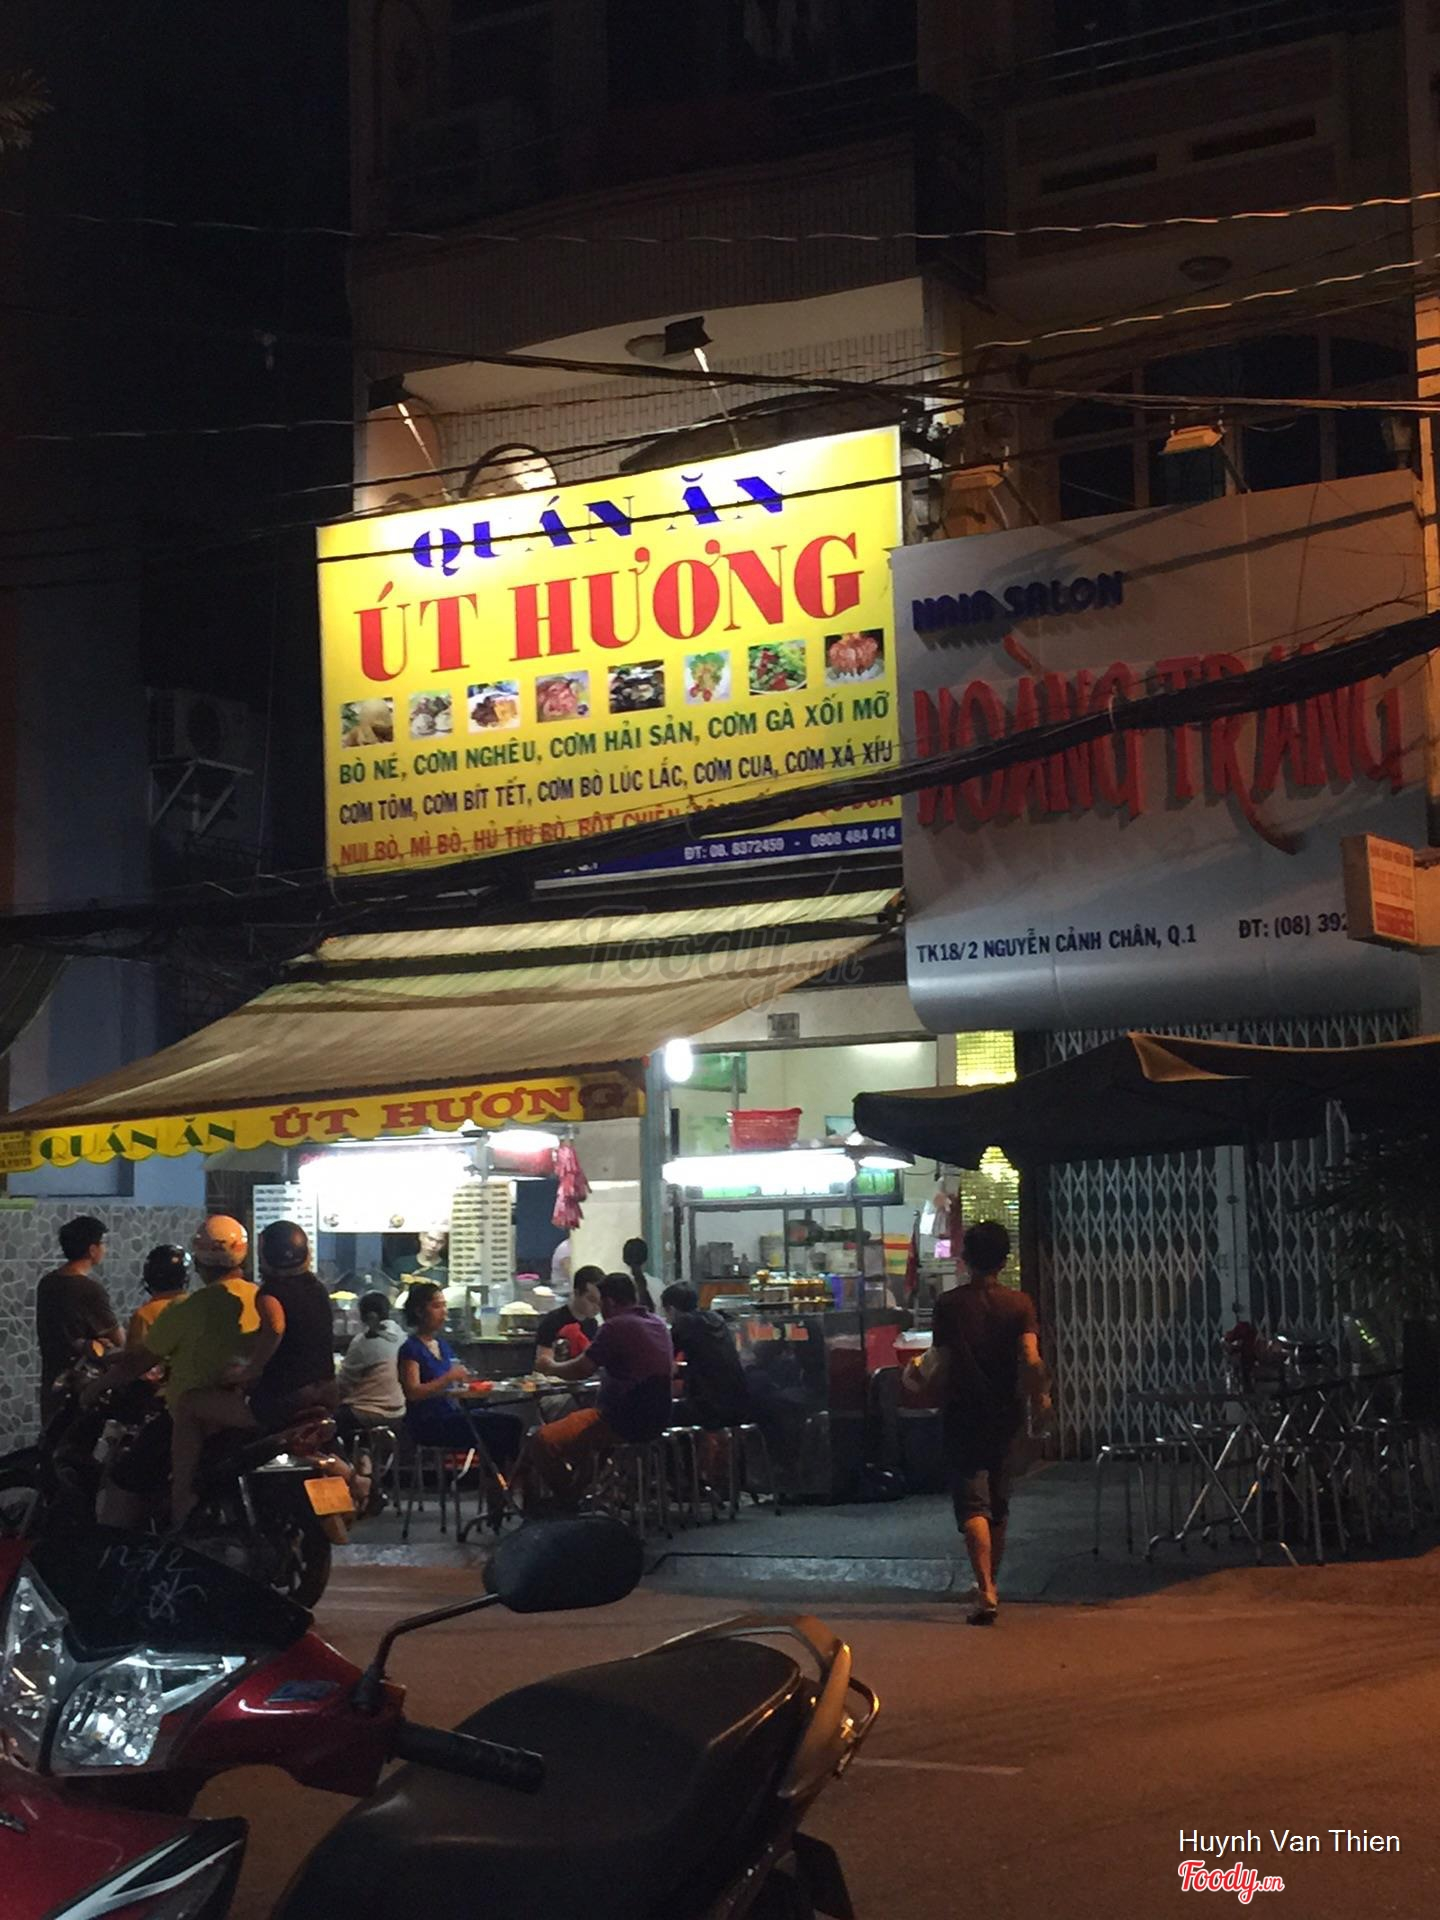 QUÁN ĂN
ÚT HƯƠNG
BÒ NÉ, CƠM NGHÊU, CƠM HẢI SẢN, CƠM GÀ XỐI MỠ
CƠM TÔM, CƠM BÍT TẾT, CƠM BÒ LÚC LẮC, CƠM CUA, CƠM XÁ XÍU
NUI BÒ, MÌ BÒ, HỦ TÍU BÒ, BỘT CHIÊN,
ĐT: 08. 8372459 - 0908 484 414
HAIR SALON
HOÀNG TRANG
TK18/2 NGUYỄN CẢNH CHÂN, Q.1 ĐT: (08) 392
Foody.vn
QUÁN ĂN ÚT HƯƠNG
Huynh Van Thien
Foody.vn